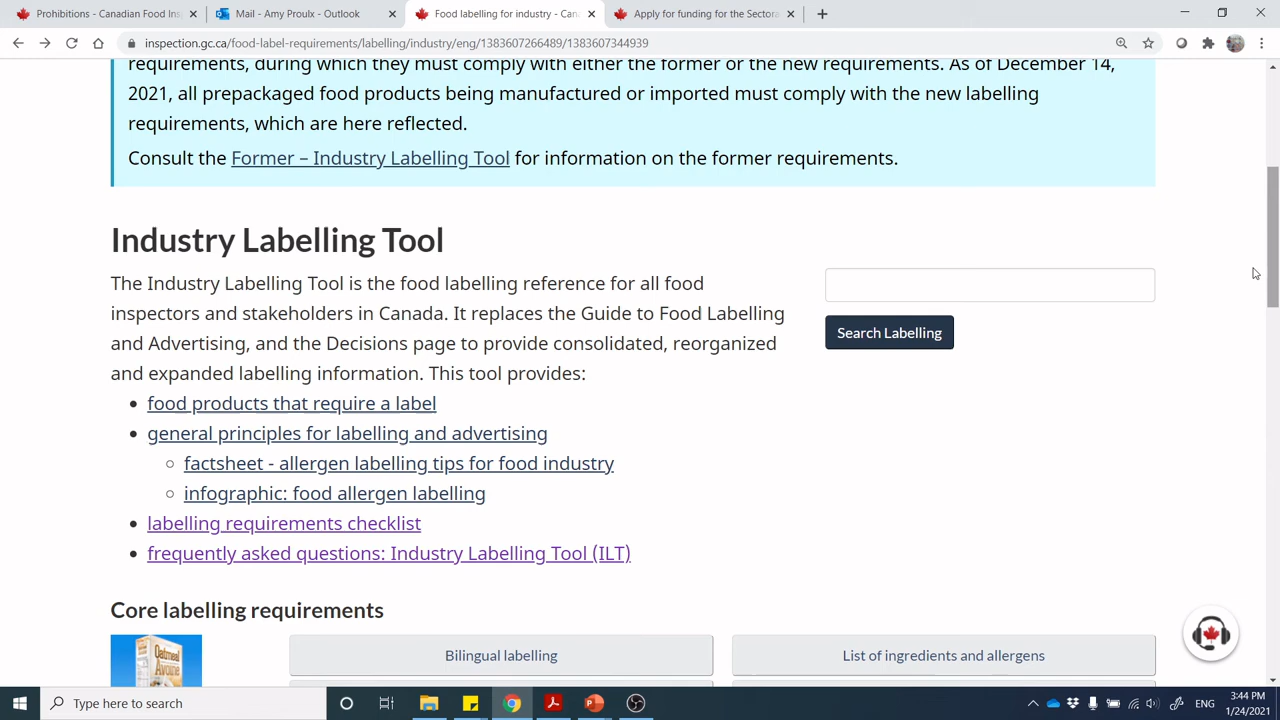 Prohibitions - Canadian Food Ins
Mail - Amy Proulx - Outlook
Food labelling for industry - Can
Apply for funding for the Sectora
inspection.gc.ca/food-label-requirements/labelling/industry/eng/1383607266489/1383607344939
requirements, during which they must comply with either the former or the new requirements. As of December 14,
2021, all prepackaged food products being manufactured or imported must comply with the new labelling
requirements, which are here reflected.
Consult the Former – Industry Labelling Tool for information on the former requirements.
Industry Labelling Tool
The Industry Labelling Tool is the food labelling reference for all food
inspectors and stakeholders in Canada. It replaces the Guide to Food Labelling
and Advertising, and the Decisions page to provide consolidated, reorganized
and expanded labelling information. This tool provides:
Search Labelling
food products that require a label
general principles for labelling and advertising
factsheet - allergen labelling tips for food industry
infographic: food allergen labelling
labelling requirements checklist
frequently asked questions: Industry Labelling Tool (ILT)
Core labelling requirements
Oatmeal
Avoine
Bilingual labelling
List of ingredients and allergens
Type here to search
ENG
3:44 PM
1/24/2021